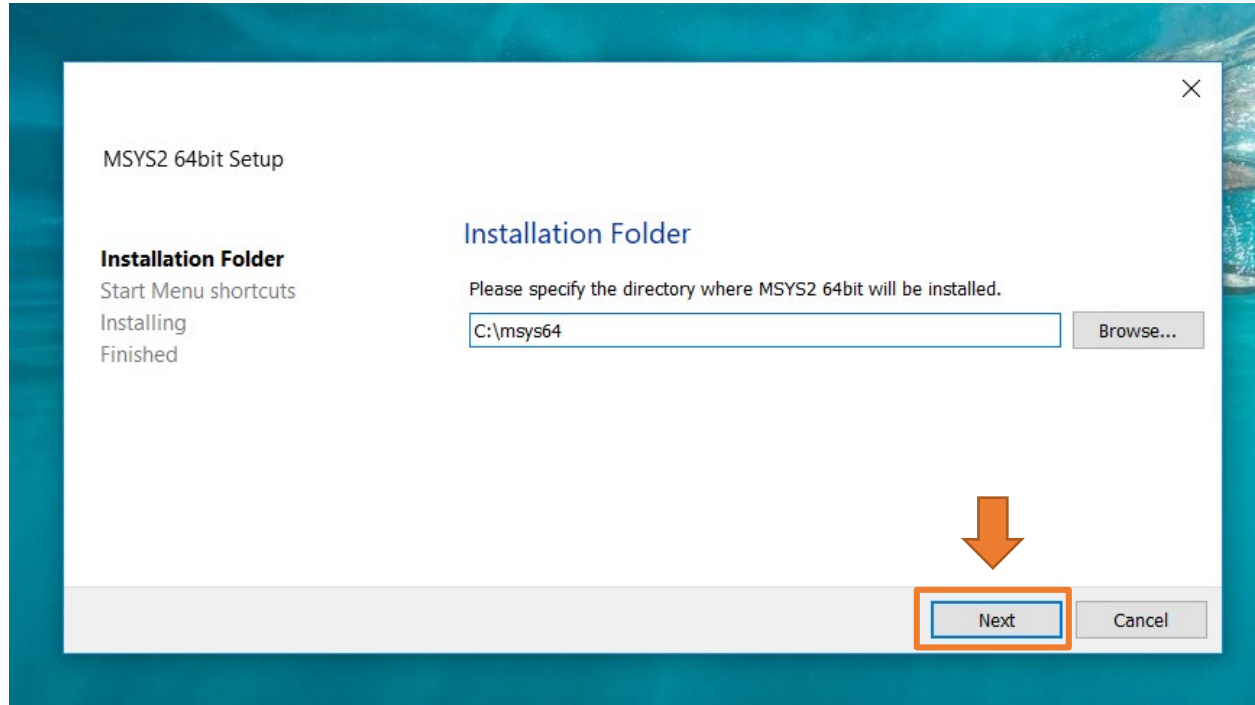 MSYS2 64bit Setup
Installation Folder
Start Menu shortcuts
Installing
Finished
Installation Folder
Please specify the directory where MSYS2 64bit will be installed.
C:\msys64
Browse...
Next
Cancel